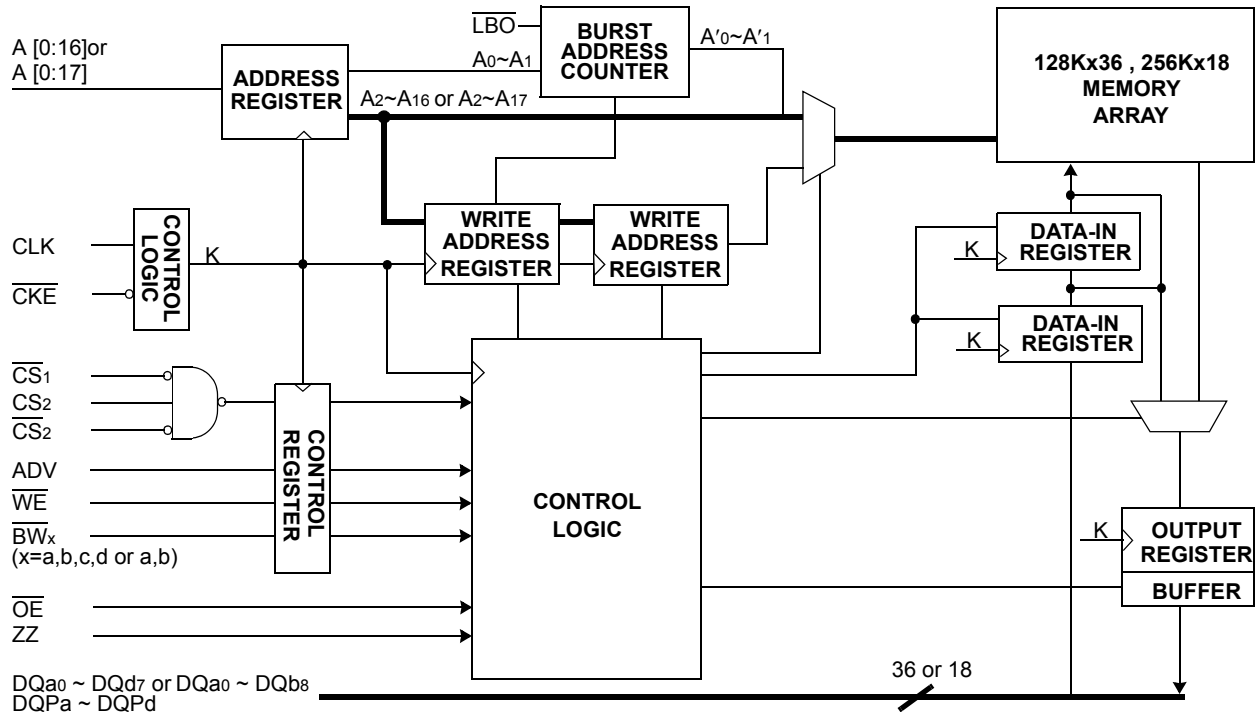 LBO
BURST
ADDRESS
COUNTER
A [0:16]or
A [0:17]
ADDRESS
REGISTER
A0~A1
A′0~A′1
A2~A16 or A2~A17
128Kx36 , 256Kx18
MEMORY
ARRAY
CLK
CKE
CONTROL
LOGIC
K
WRITE
ADDRESS
REGISTER
WRITE
ADDRESS
REGISTER
DATA-IN
REGISTER
K
DATA-IN
REGISTER
K
CS1
CS2
CS2
ADV
WE
BWx
(x=a,b,c,d or a,b)
CONTROL
REGISTER
CONTROL
LOGIC
K
OUTPUT
REGISTER
BUFFER
OE
ZZ
DQa0 ~ DQd7 or DQa0 ~ DQb8
DQPa ~ DQPd
36 or 18